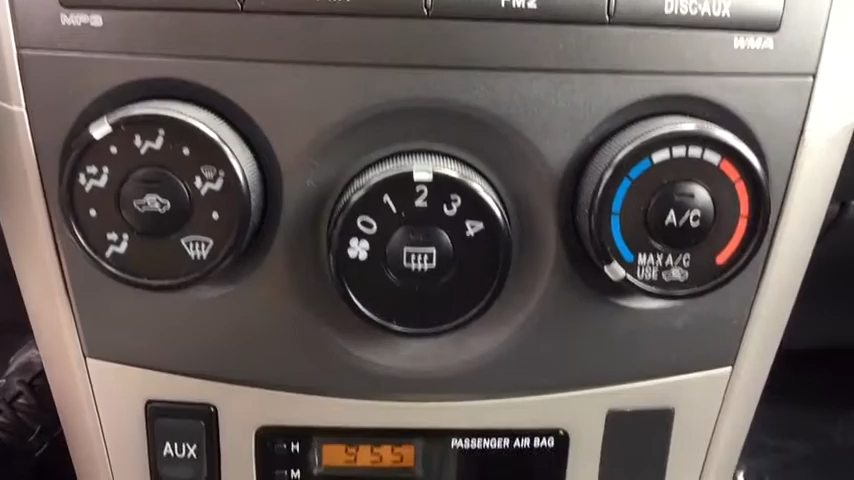 MP3
FM2
DISC·AUX
WMA
0 1 2 3 4
A/C
MAX A/C
USE
AUX
H
M
9:55
PASSENGER AIR BAG